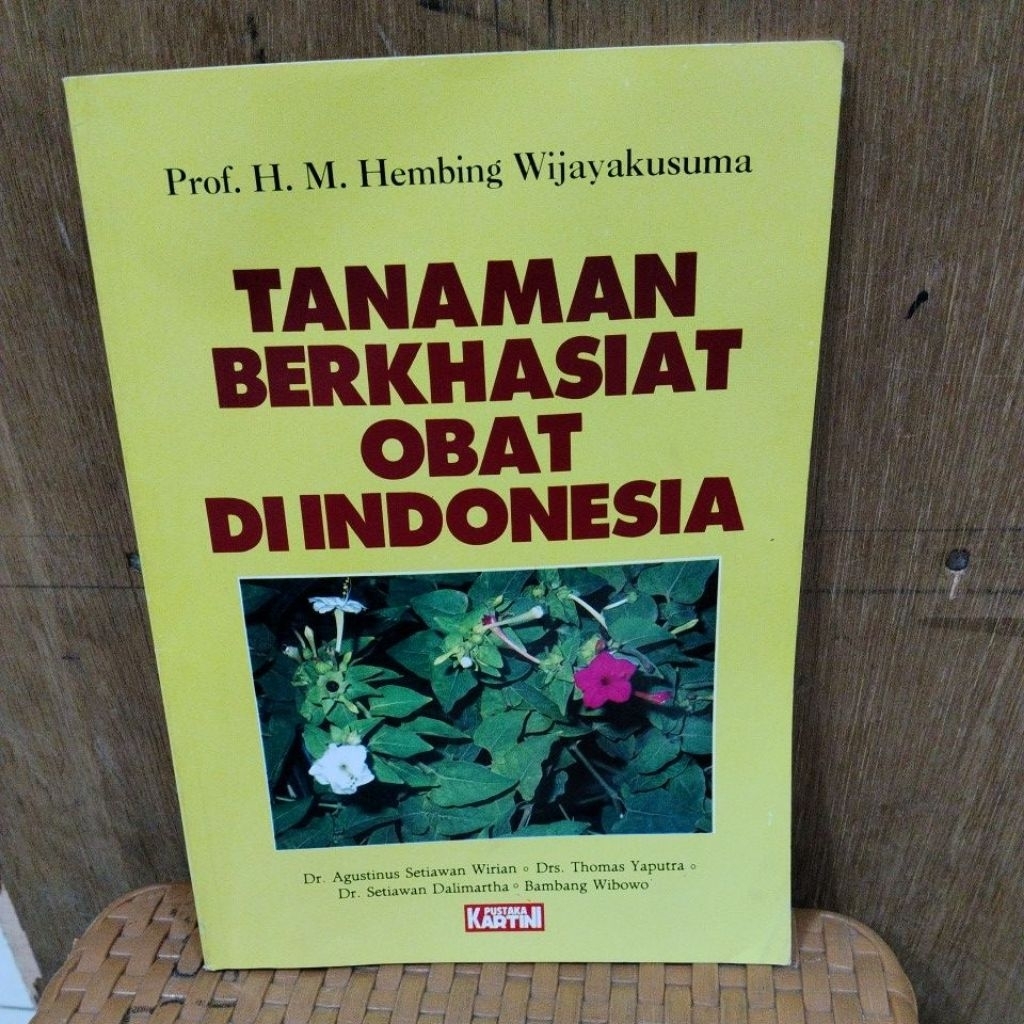 Prof. H. M. Hembing Wijayakusuma
TANAMAN
BERKHASIAT
OBAT
DI INDONESIA
Dr. Agustinus Setiawan Wirian ◦ Drs. Thomas Yaputra ◦
Dr. Setiawan Dalimartha ◦ Bambang Wibowo
PUSTAKA
KARTINI